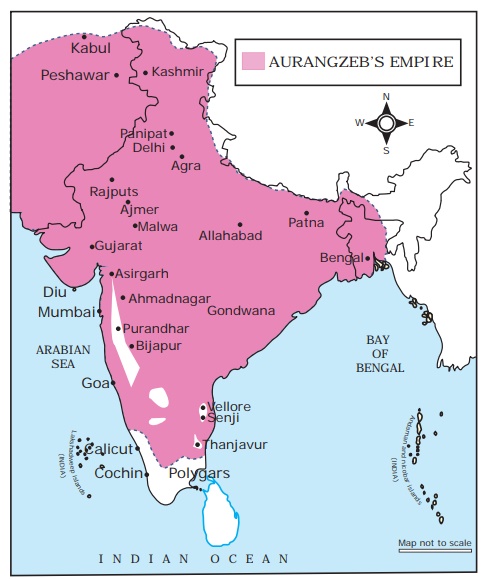 AURANGZEB'S EMPIRE
N
W E
S
Kabul
Peshawar
Kashmir
Panipat
Delhi
Agra
Rajputs
Ajmer
Malwa
Allahabad
Patna
Gujarat
Bengal
Asirgarh
Diu
Ahmadnagar
Mumbai
Gondwana
Purandhar
Bijapur
ARABIAN
SEA
BAY
OF
BENGAL
Goa
Vellore
Senji
Calicut
Thanjavur
Cochin
Polygars
Lakshadweep Islands
(INDIA)
Andaman and nicobar islands
(INDIA)
Map not to scale
INDIAN OCEAN